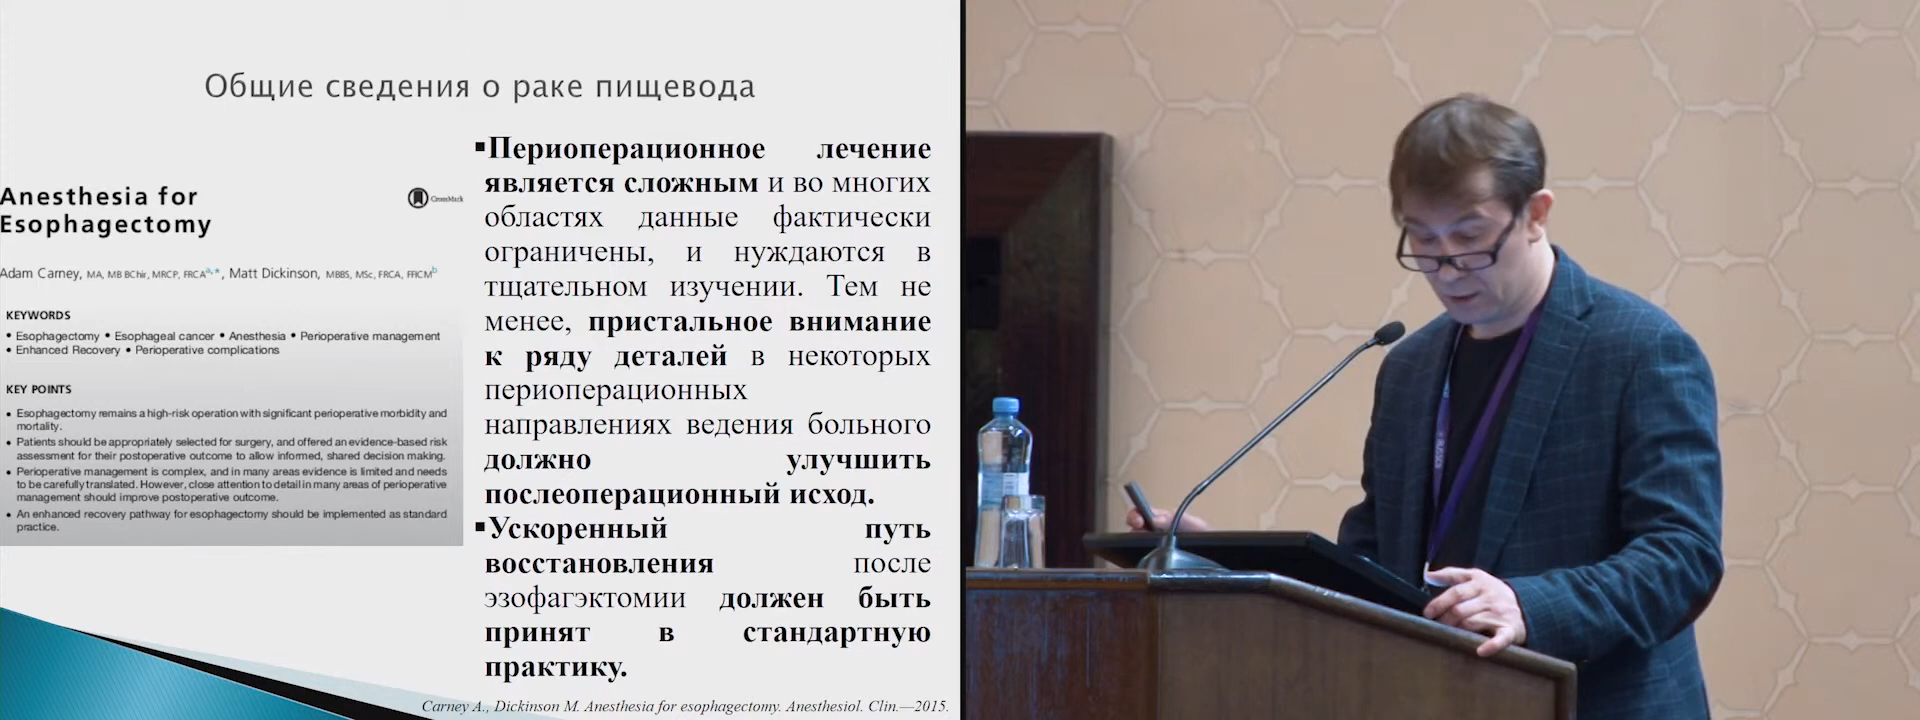 Общие сведения о раке пищевода
Anesthesia for
Esophagectomy
CrossMark
Adam Carney, MA, MB BChir, MRCP, FRCAa,*, Matt Dickinson, MBBS, MSc, FRCA, FFICMb
KEYWORDS
• Esophagectomy • Esophageal cancer • Anesthesia • Perioperative management
• Enhanced Recovery • Perioperative complications
KEY POINTS
• Esophagectomy remains a high-risk operation with significant perioperative morbidity and
mortality.
• Patients should be appropriately selected for surgery, and offered an evidence-based risk
assessment for their postoperative outcome to allow informed, shared decision making.
• Perioperative management is complex, and in many areas evidence is limited and needs
to be carefully translated. However, close attention to detail in many areas of perioperative
management should improve postoperative outcome.
• An enhanced recovery pathway for esophagectomy should be implemented as standard
practice.
▪Периоперационное лечение
является сложным и во многих
областях данные фактически
ограничены, и нуждаются в
тщательном изучении. Тем не
менее, пристальное внимание
к ряду деталей в некоторых
периоперационных
направлениях ведения больного
должно улучшить
послеоперационный исход.
▪Ускоренный путь
восстановления после
эзофагэктомии должен быть
принят в стандартную
практику.
Carney A., Dickinson M. Anesthesia for esophagectomy. Anesthesiol. Clin.—2015.